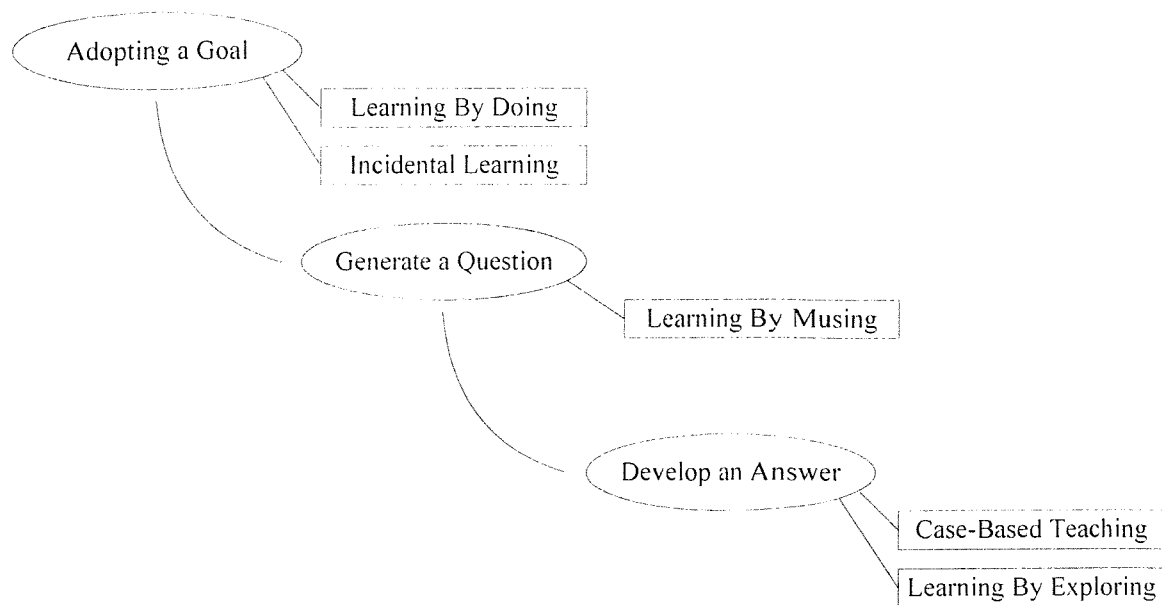 Adopting a Goal
Learning By Doing
Incidental Learning
Generate a Question
Learning By Musing
Develop an Answer
Case-Based Teaching
Learning By Exploring